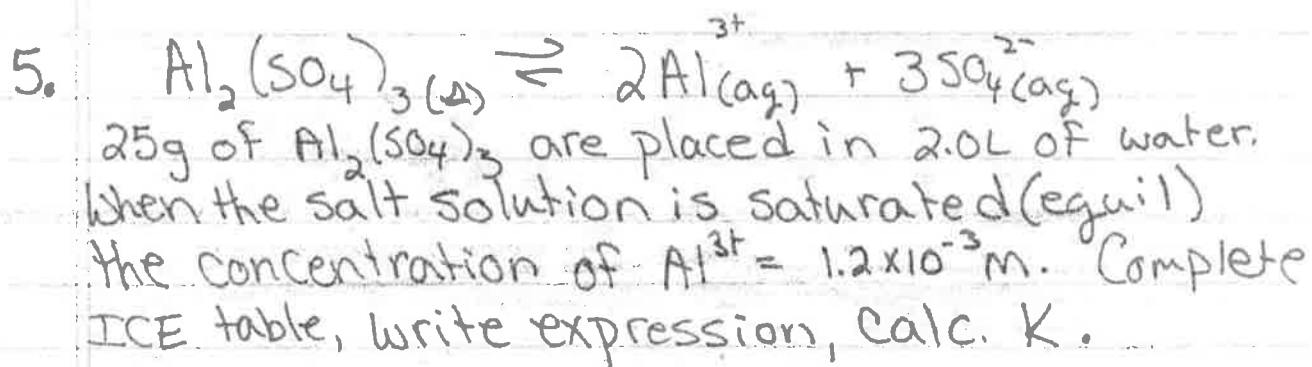 5. Al₂(SO₄)₃(s) ⇌ 2Al³⁺(aq) + 3SO₄²⁻(aq)
25g of Al₂(SO₄)₃ are placed in 2.0L of water.
When the salt solution is saturated (equil)
the concentration of Al³⁺ = 1.2x10⁻³M. Complete
ICE table, write expression, calc. K.